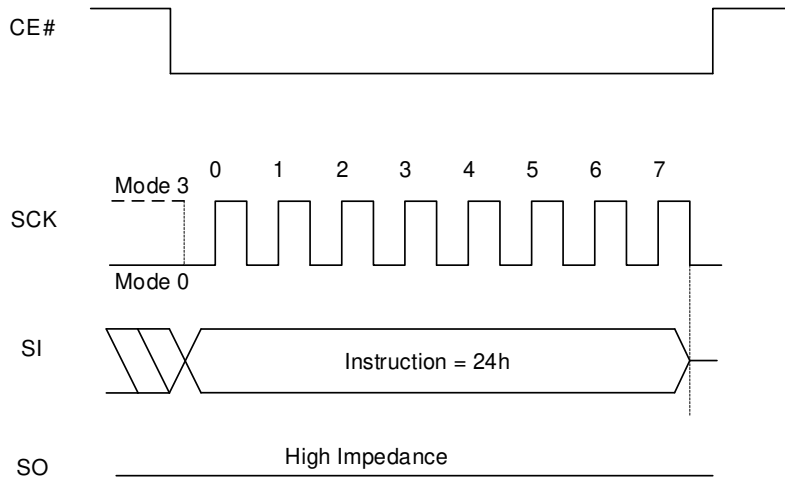 CE#
0 1 2 3 4 5 6 7
Mode 3
SCK
Mode 0
SI
Instruction = 24h
High Impedance
SO